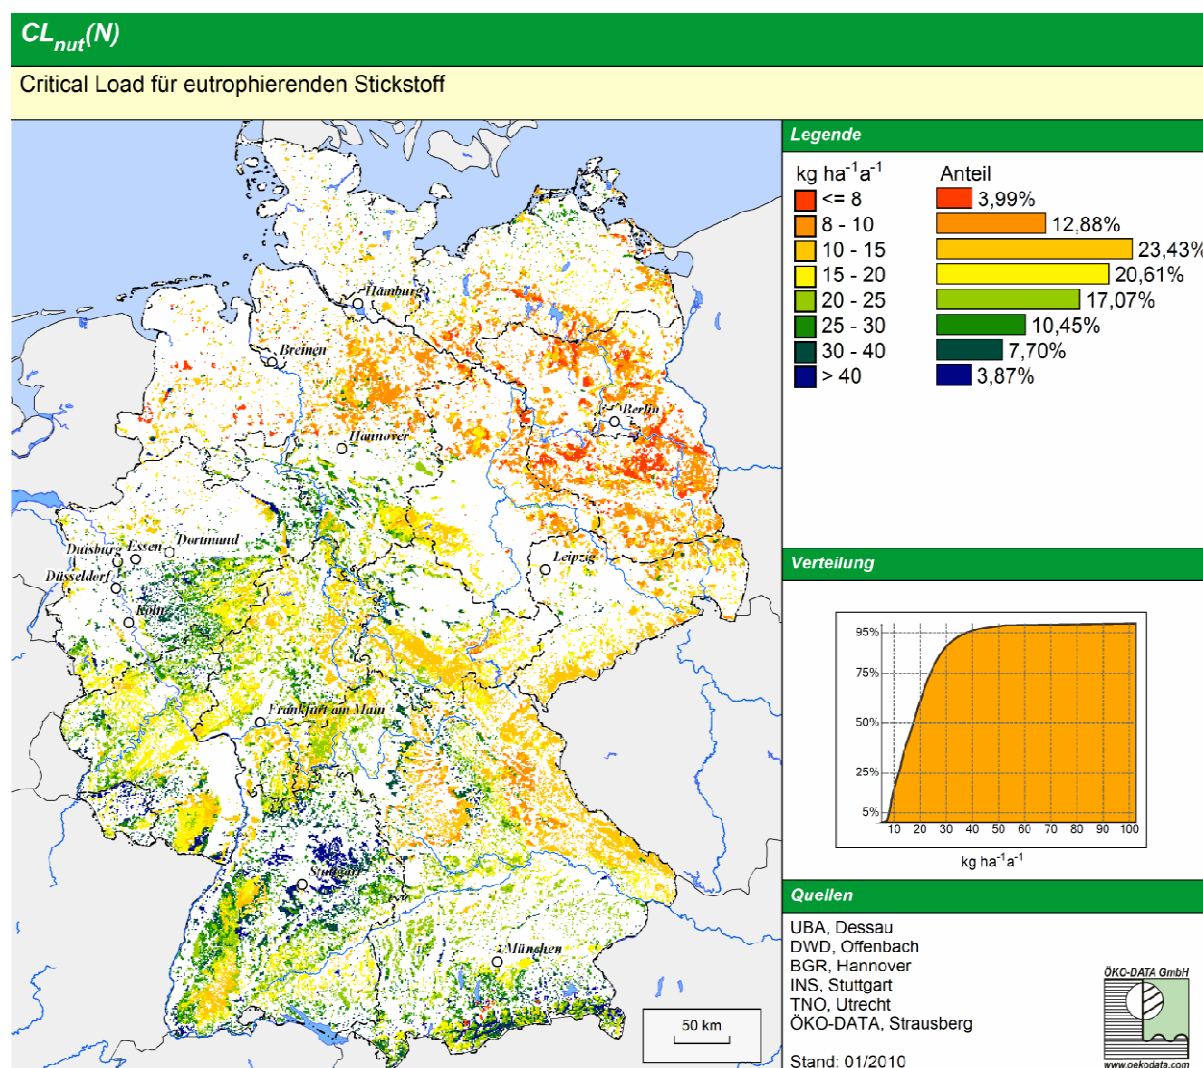 CLnut(N)
Critical Load für eutrophierenden Stickstoff
Legende
kg ha-1a-1 Anteil
<= 8 3,99%
8 - 10 12,88%
10 - 15 23,43%
15 - 20 20,61%
20 - 25 17,07%
25 - 30 10,45%
30 - 40 7,70%
> 40 3,87%
Hamburg
Bremen
Berlin
Hannover
Dortmund
Essen
Duisburg
Düsseldorf
Leipzig
Köln
Frankfurt am Main
Stuttgart
München
50 km
Verteilung
95%
75%
50%
25%
5%
10 20 30 40 50 60 70 80 90 100
kg ha-1a-1
Quellen
UBA, Dessau
DWD, Offenbach
BGR, Hannover
INS, Stuttgart
TNO, Utrecht
ÖKO-DATA, Strausberg
Stand: 01/2010
ÖKO-DATA GmbH
www.oekodata.com